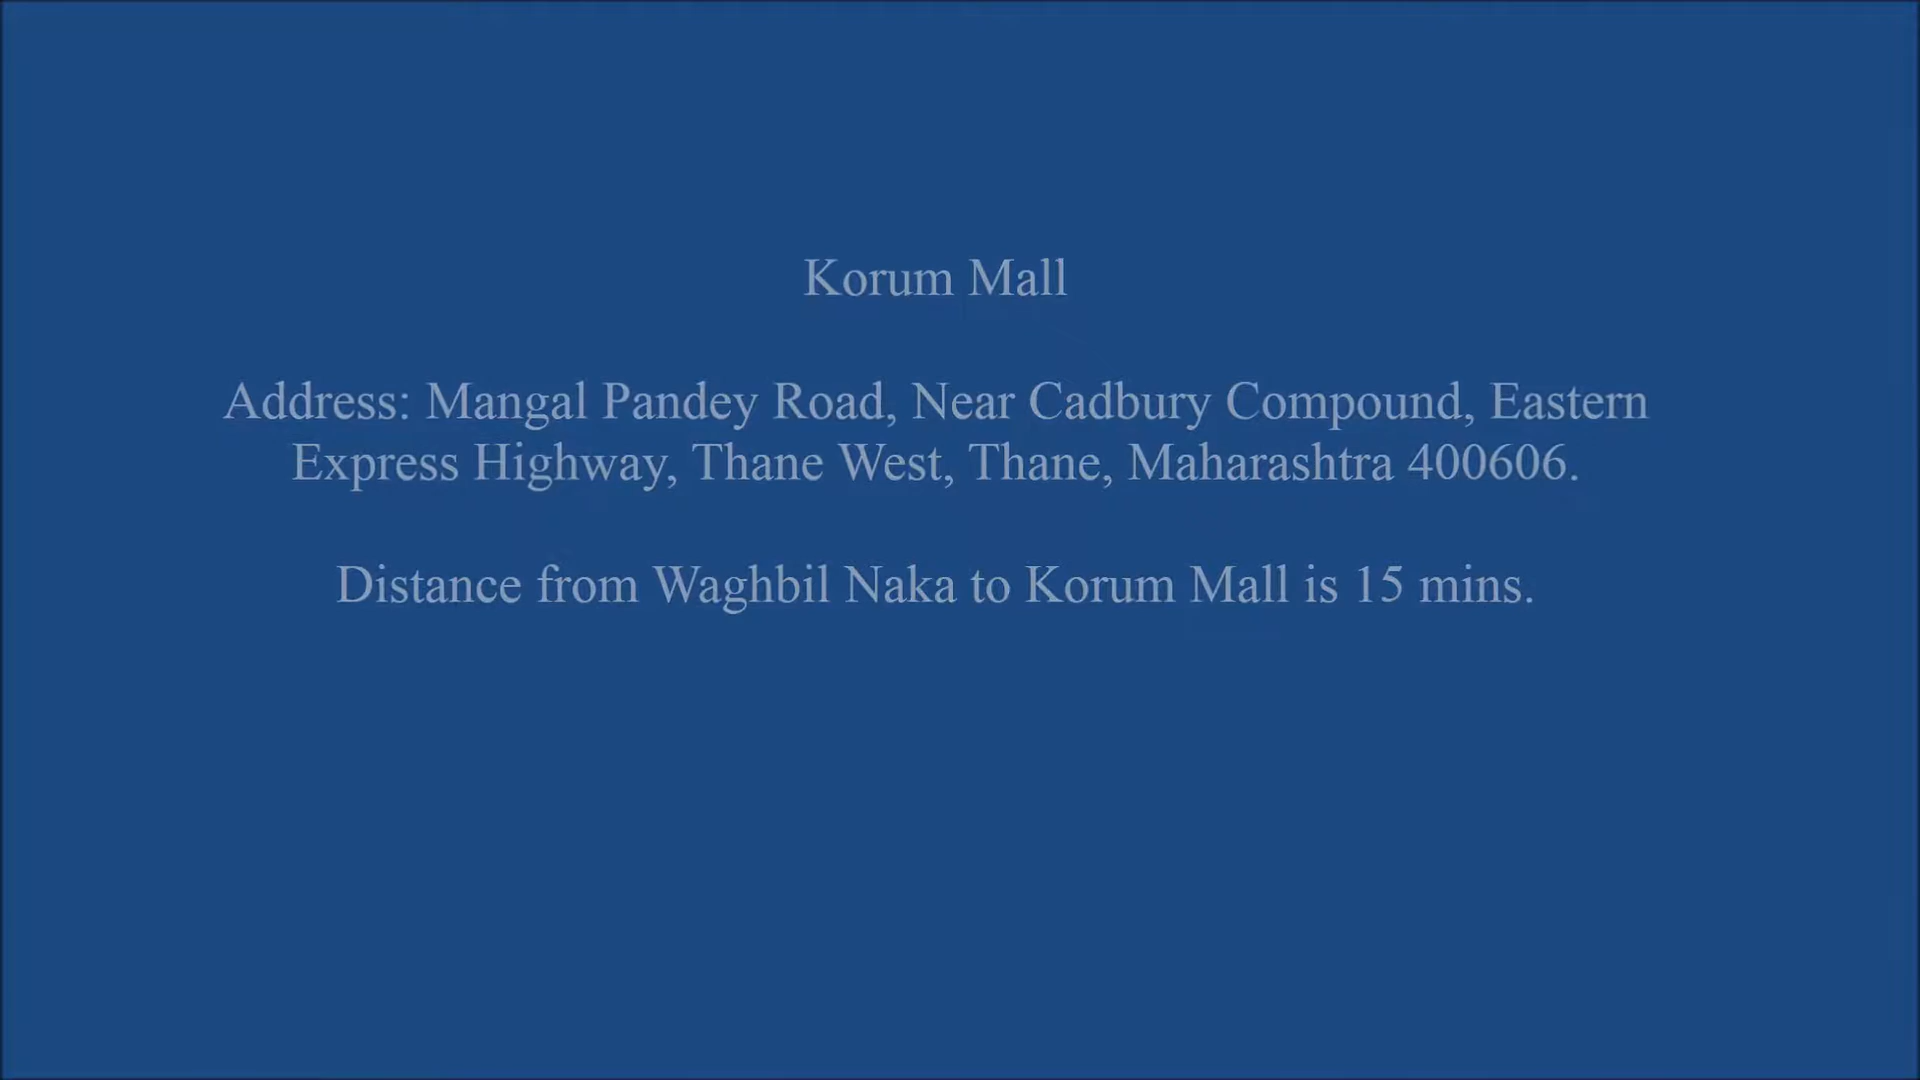 Korum Mall
Address: Mangal Pandey Road, Near Cadbury Compound, Eastern
Express Highway, Thane West, Thane, Maharashtra 400606.
Distance from Waghbil Naka to Korum Mall is 15 mins.